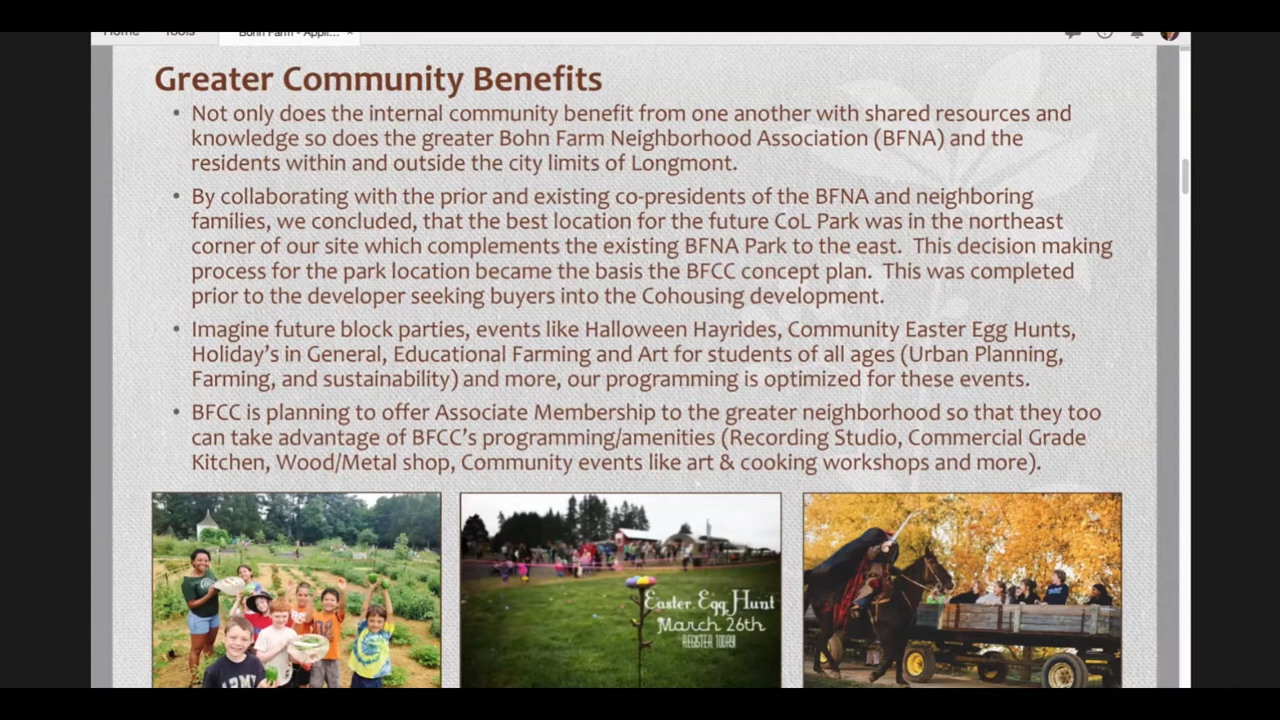 Home Tools Bohn Farm - Appli... ×
Greater Community Benefits
• Not only does the internal community benefit from one another with shared resources and
knowledge so does the greater Bohn Farm Neighborhood Association (BFNA) and the
residents within and outside the city limits of Longmont.
• By collaborating with the prior and existing co-presidents of the BFNA and neighboring
families, we concluded, that the best location for the future CoL Park was in the northeast
corner of our site which complements the existing BFNA Park to the east. This decision making
process for the park location became the basis the BFCC concept plan. This was completed
prior to the developer seeking buyers into the Cohousing development.
• Imagine future block parties, events like Halloween Hayrides, Community Easter Egg Hunts,
Holiday's in General, Educational Farming and Art for students of all ages (Urban Planning,
Farming, and sustainability) and more, our programming is optimized for these events.
• BFCC is planning to offer Associate Membership to the greater neighborhood so that they too
can take advantage of BFCC's programming/amenities (Recording Studio, Commercial Grade
Kitchen, Wood/Metal shop, Community events like art & cooking workshops and more).
Easter Egg Hunt
March 26th
REGISTER TODAY
ARMY